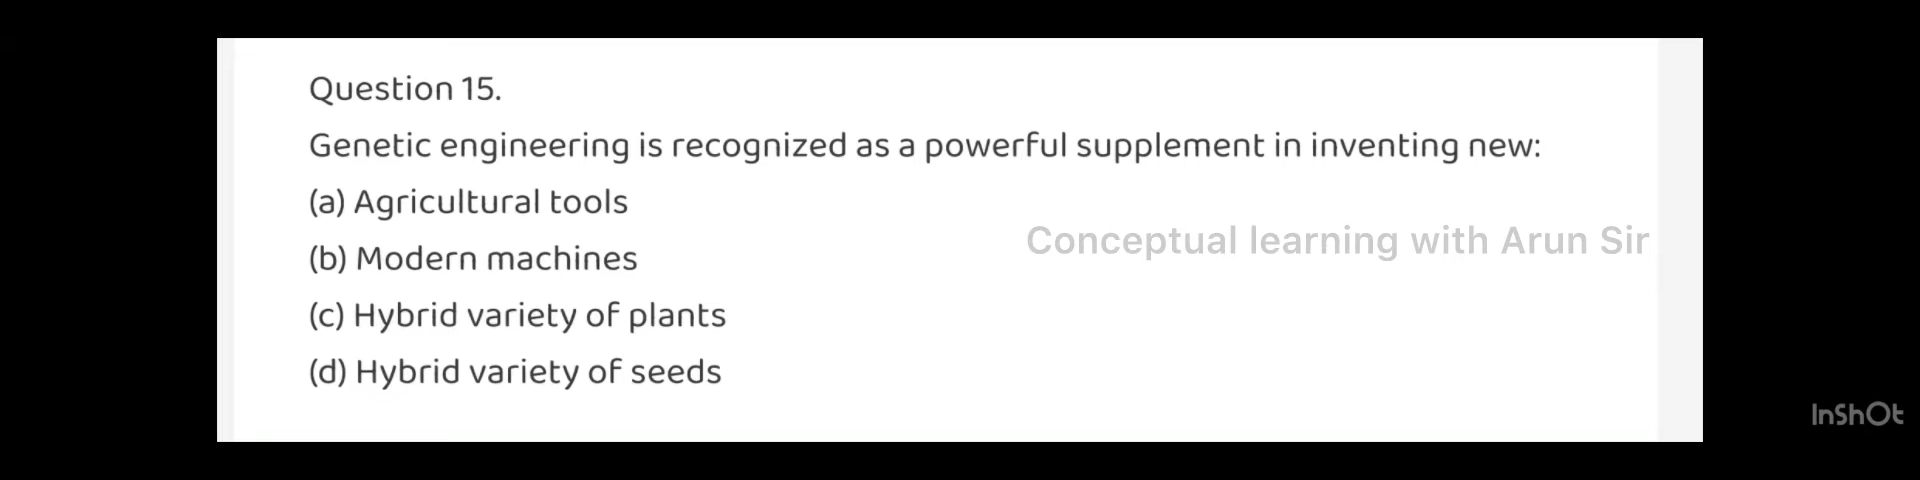 Question 15.
Genetic engineering is recognized as a powerful supplement in inventing new:
(a) Agricultural tools
Conceptual learning with Arun Sir
(b) Modern machines
(c) Hybrid variety of plants
(d) Hybrid variety of seeds
InShOt